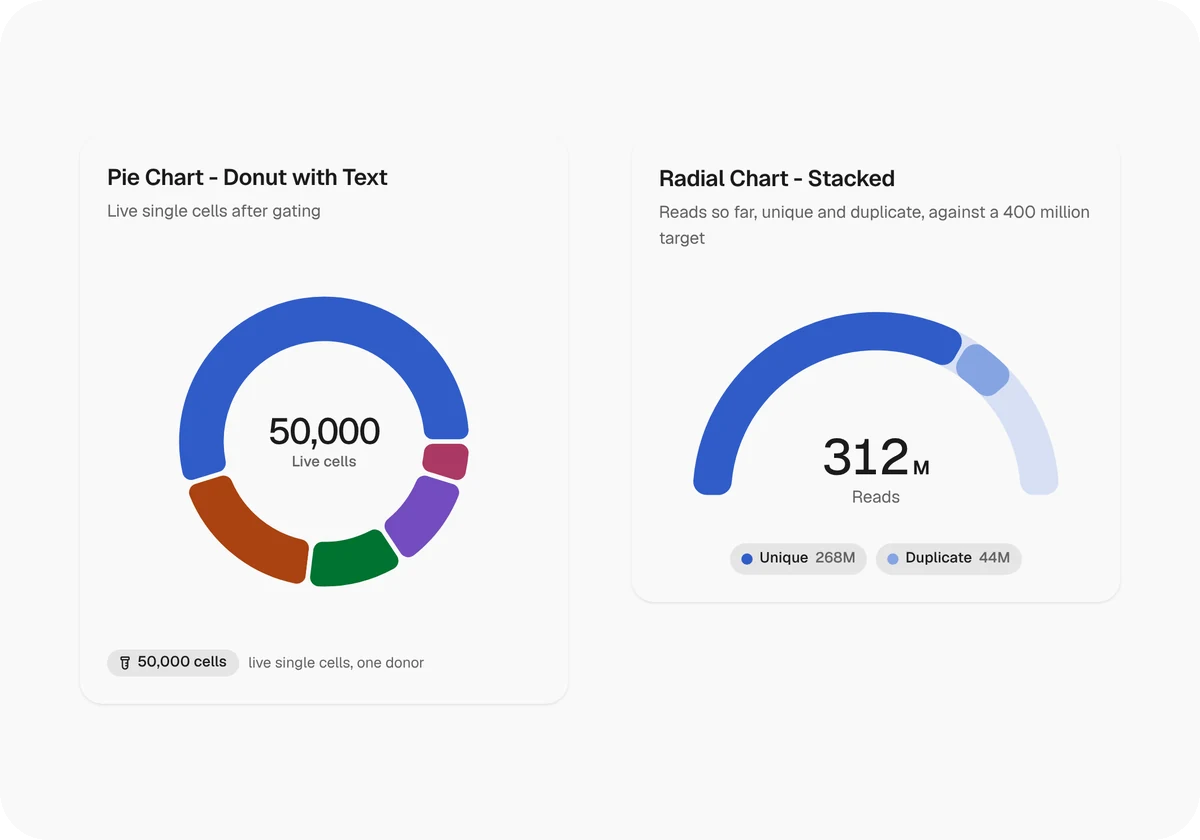 Pie Chart - Donut with Text
Live single cells after gating
50,000
Live cells
50,000 cells live single cells, one donor
Radial Chart - Stacked
Reads so far, unique and duplicate, against a 400 million
target
312 M
Reads
Unique 268M Duplicate 44M